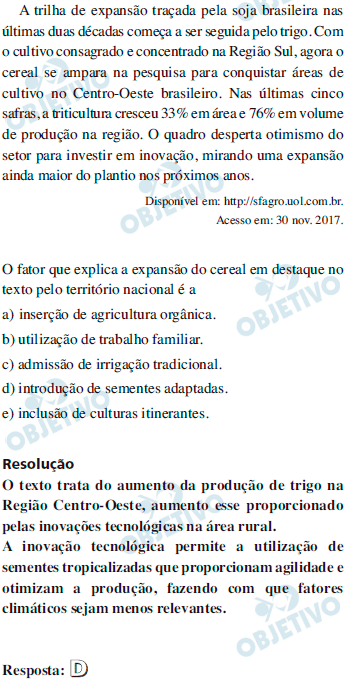 A trilha de expansão traçada pela soja brasileira nas
últimas duas décadas começa a ser seguida pelo trigo. Com
o cultivo consagrado e concentrado na Região Sul, agora o
cereal se ampara na pesquisa para conquistar áreas de
cultivo no Centro-Oeste brasileiro. Nas últimas cinco
safras, a triticultura cresceu 33% em área e 76% em volume
de produção na região. O quadro desperta otimismo do
setor para investir em inovação, mirando uma expansão
ainda maior do plantio nos próximos anos.
Disponível em: http://sfagro.uol.com.br.
Acesso em: 30 nov. 2017.
O fator que explica a expansão do cereal em destaque no
texto pelo território nacional é a
a) inserção de agricultura orgânica.
b) utilização de trabalho familiar.
c) admissão de irrigação tradicional.
d) introdução de sementes adaptadas.
e) inclusão de culturas itinerantes.
Resolução
O texto trata do aumento da produção de trigo na
Região Centro-Oeste, aumento esse proporcionado
pelas inovações tecnológicas na área rural.
A inovação tecnológica permite a utilização de
sementes tropicalizadas que proporcionam agilidade e
otimizam a produção, fazendo com que fatores
climáticos sejam menos relevantes.
Resposta: D
OBJETIVO
OBJETIVO
OBJETIVO
OBJETIVO
OBJETIVO
OBJETIVO
OBJETIVO